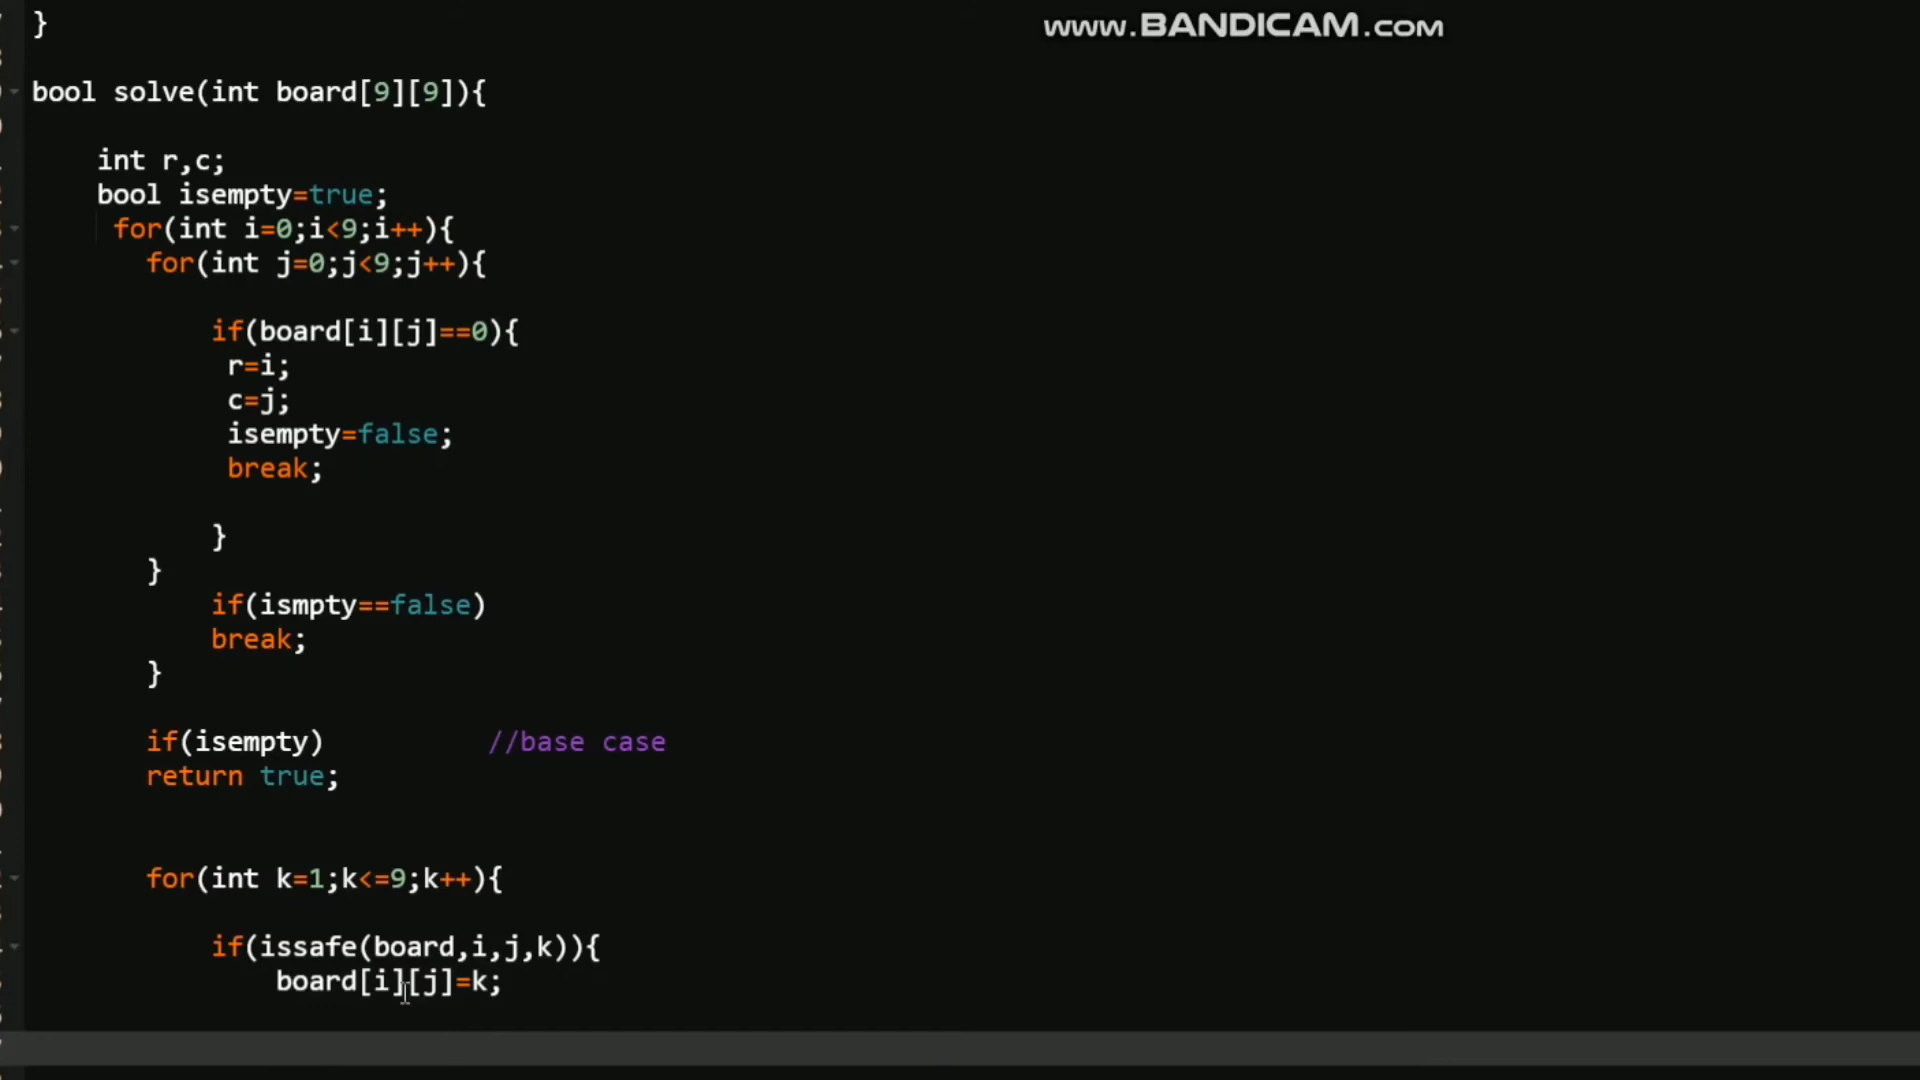 }
www.BANDICAM.com
bool solve(int board[9][9]){
int r,c;
bool isempty=true;
for(int i=0;i<9;i++){
for(int j=0;j<9;j++){
if(board[i][j]==0){
r=i;
c=j;
isempty=false;
break;
}
}
if(ismpty==false)
break;
}
if(isempty) //base case
return true;
for(int k=1;k<=9;k++){
if(issafe(board,i,j,k)){
board[i][j]=k;